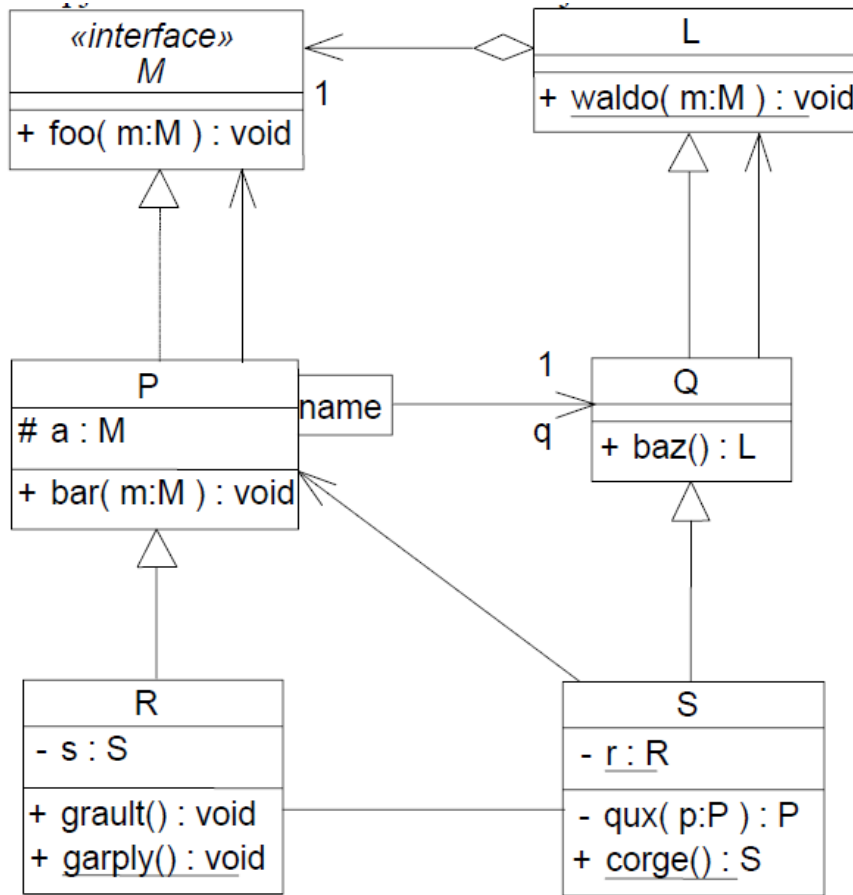 «interface»
M
+ foo( m:M ) : void
1
L
+ waldo( m:M ) : void
P
# a : M
+ bar( m:M ) : void
name
1
q
Q
+ baz() : L
R
- s : S
+ grault() : void
+ garply() : void
S
- r : R
- qux( p:P ) : P
+ corge() : S